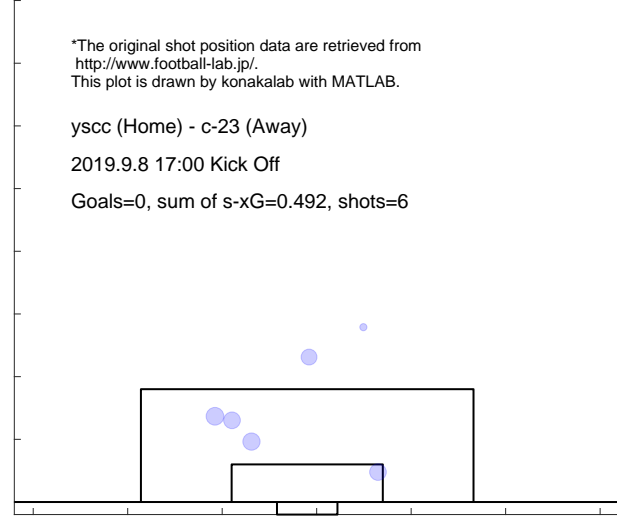 *The original shot position data are retrieved from
http://www.football-lab.jp/.
This plot is drawn by konakalab with MATLAB.
yscc (Home) - c-23 (Away)
2019.9.8 17:00 Kick Off
Goals=0, sum of s-xG=0.492, shots=6